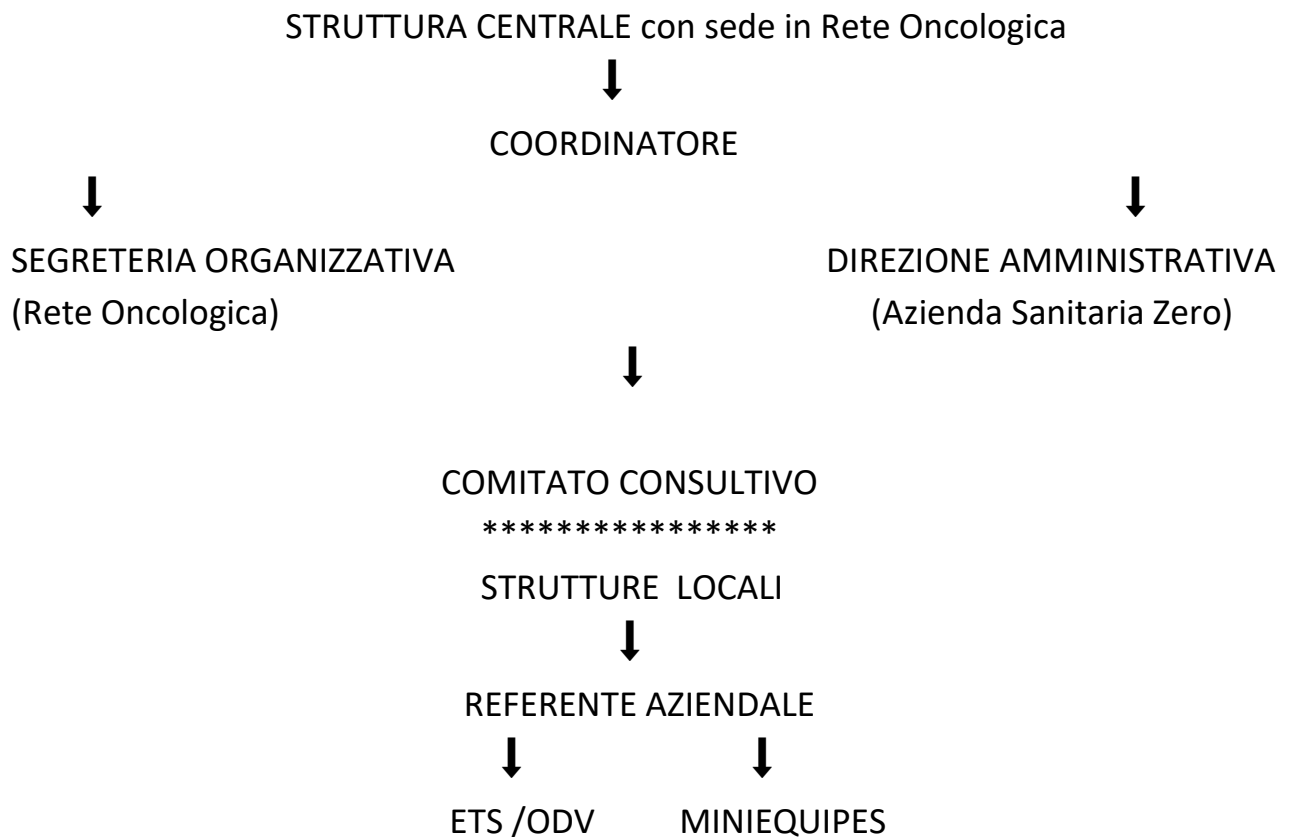 STRUTTURA CENTRALE con sede in Rete Oncologica
COORDINATORE
SEGRETERIA ORGANIZZATIVA DIREZIONE AMMINISTRATIVA
(Rete Oncologica) (Azienda Sanitaria Zero)
COMITATO CONSULTIVO
****************
STRUTTURE LOCALI
REFERENTE AZIENDALE
ETS /ODV MINIEQUIPES